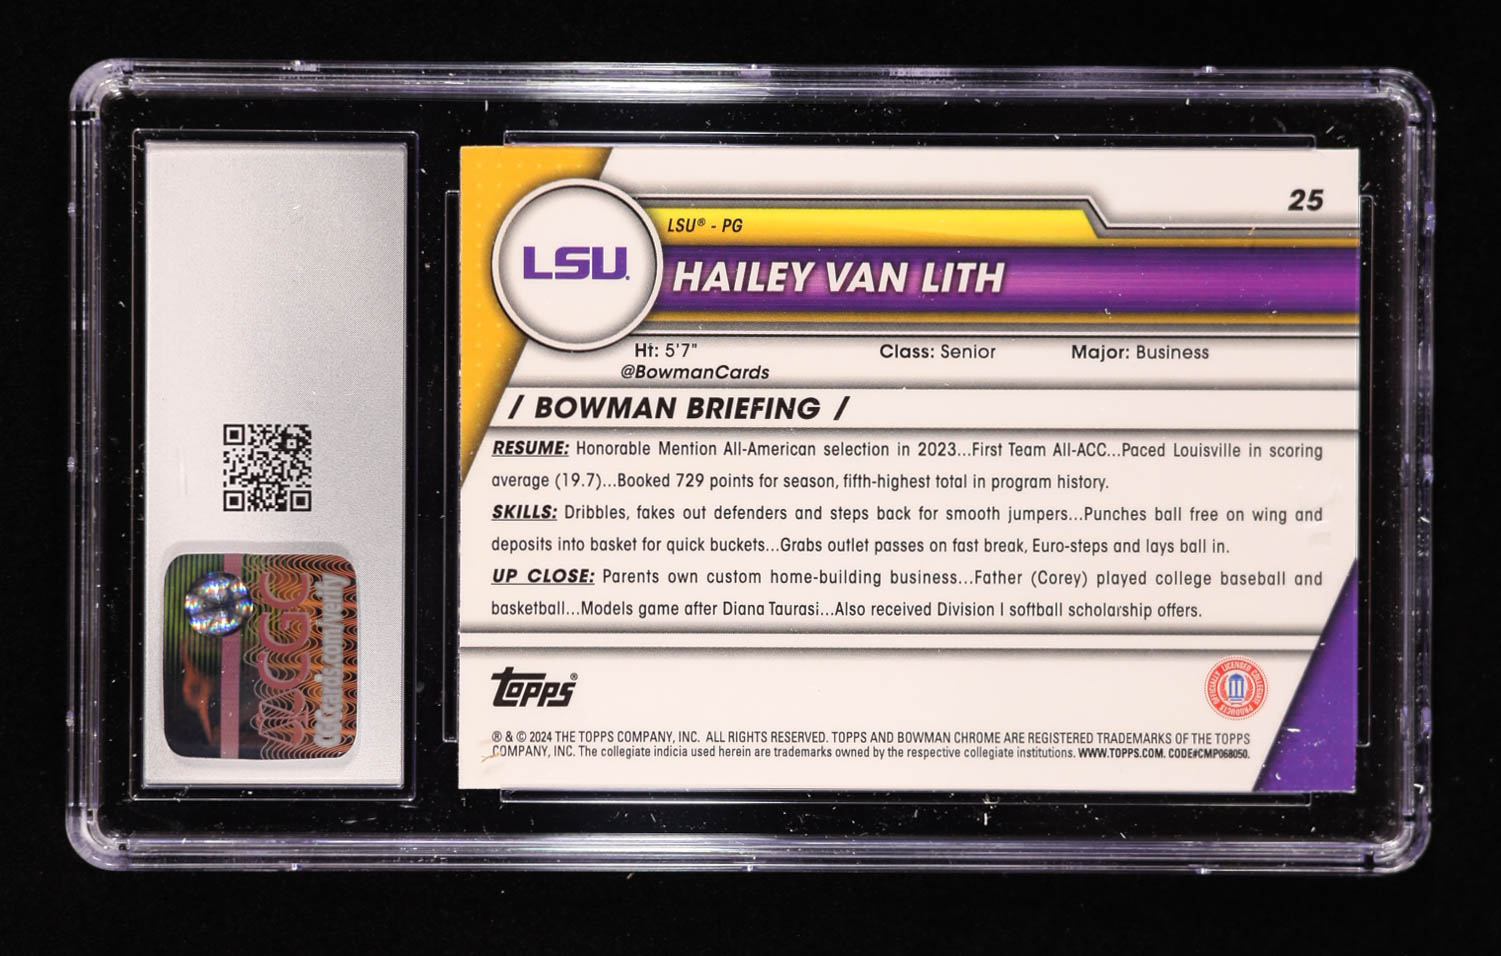 25
LSU® - PG
LSU
HAILEY VAN LITH
Ht: 5'7" Class: Senior Major: Business
@BowmanCards
/ BOWMAN BRIEFING /
RESUME: Honorable Mention All-American selection in 2023...First Team All-ACC...Paced Louisville in scoring
average (19.7)...Booked 729 points for season, fifth-highest total in program history.
SKILLS: Dribbles, fakes out defenders and steps back for smooth jumpers...Punches ball free on wing and
deposits into basket for quick buckets...Grabs outlet passes on fast break, Euro-steps and lays ball in.
UP CLOSE: Parents own custom home-building business...Father (Corey) played college baseball and
basketball...Models game after Diana Taurasi...Also received Division I softball scholarship offers.
topps®
OFFICIALLY LICENSED COLLEGIATE PRODUCTS
® & © 2024 THE TOPPS COMPANY, INC. ALL RIGHTS RESERVED. TOPPS AND BOWMAN CHROME ARE REGISTERED TRADEMARKS OF THE TOPPS
COMPANY, INC. The collegiate indicia used herein are trademarks owned by the respective collegiate institutions. WWW.TOPPS.COM. CODE#CMP068050.
CGC
CGCcards.com/verify